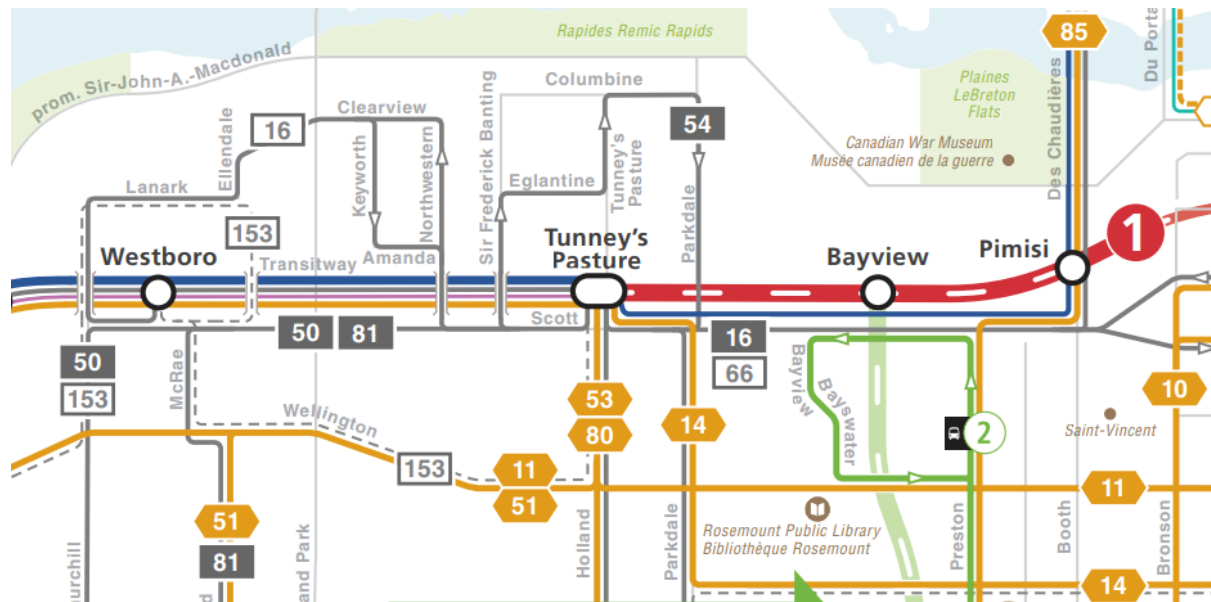 85
Rapides Remic Rapids
Du Porta
prom. Sir-John-A.-Macdonald
Columbine
Plaines
LeBreton
Flats
Des Chaudières
Clearview
Sir Frederick Banting
54
Ellendale
16
Canadian War Museum
Musée canadien de la guerre
Keyworth
Northwestern
Tunney's
Pasture
Lanark
Eglantine
Parkdale
153
1
Westboro
Transitway
Amanda
Tunney's
Pasture
Bayview
Pimisi
Scott
50
81
16
66
50
153
McRae
Bayview
Bayswater
53
80
10
Wellington
14
2
Saint-Vincent
153
11
51
11
51
81
Rosemount Public Library
Bibliothèque Rosemount
and Park
Holland
Parkdale
Preston
Booth
Bronson
urchill
d
14